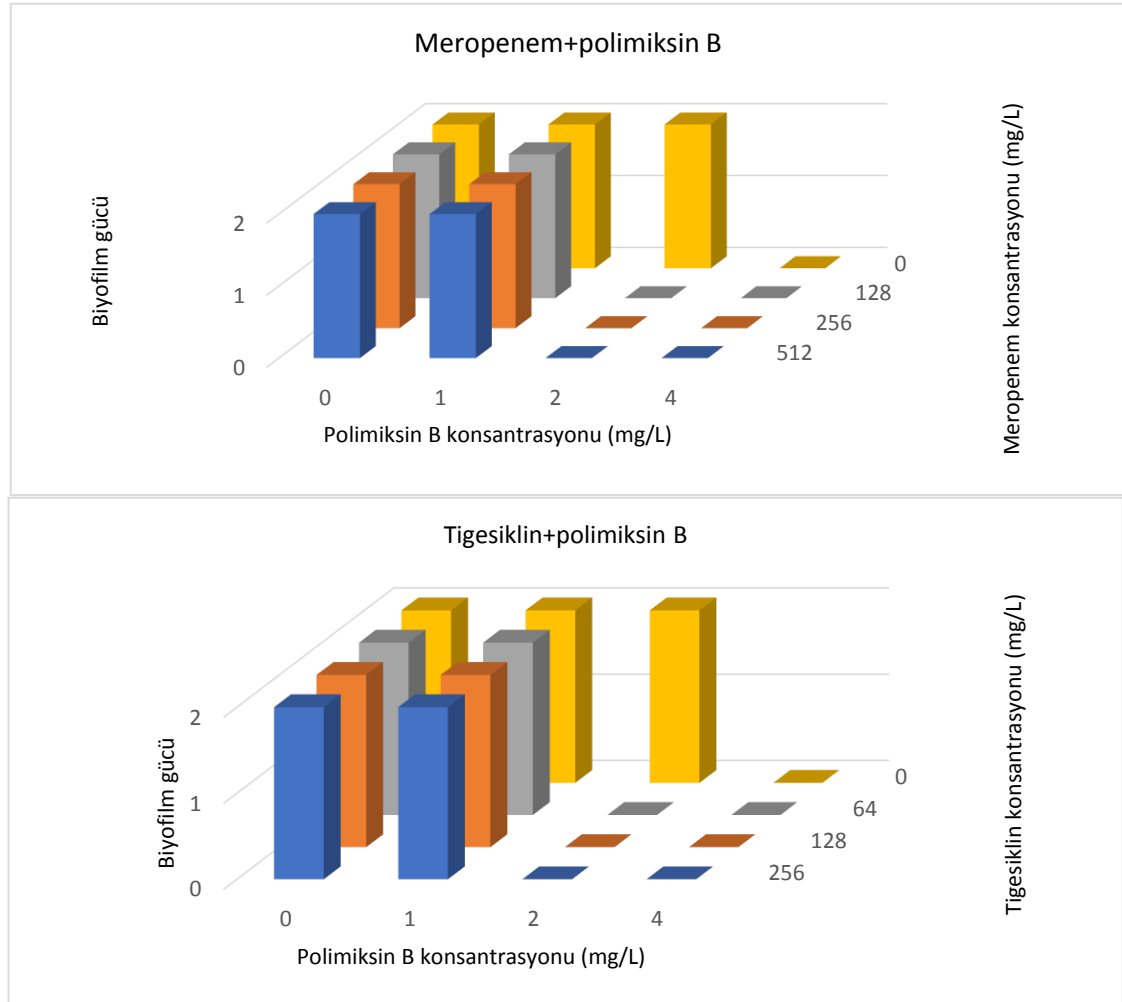 Meropenem+polimiksin B
Biyofilm gücü
2
1
0
0
1
2
4
Polimiksin B konsantrasyonu (mg/L)
0
128
256
512
Meropenem konsantrasyonu (mg/L)
Tigesiklin+polimiksin B
Biyofilm gücü
2
1
0
0
1
2
4
Polimiksin B konsantrasyonu (mg/L)
0
64
128
256
Tigesiklin konsantrasyonu (mg/L)